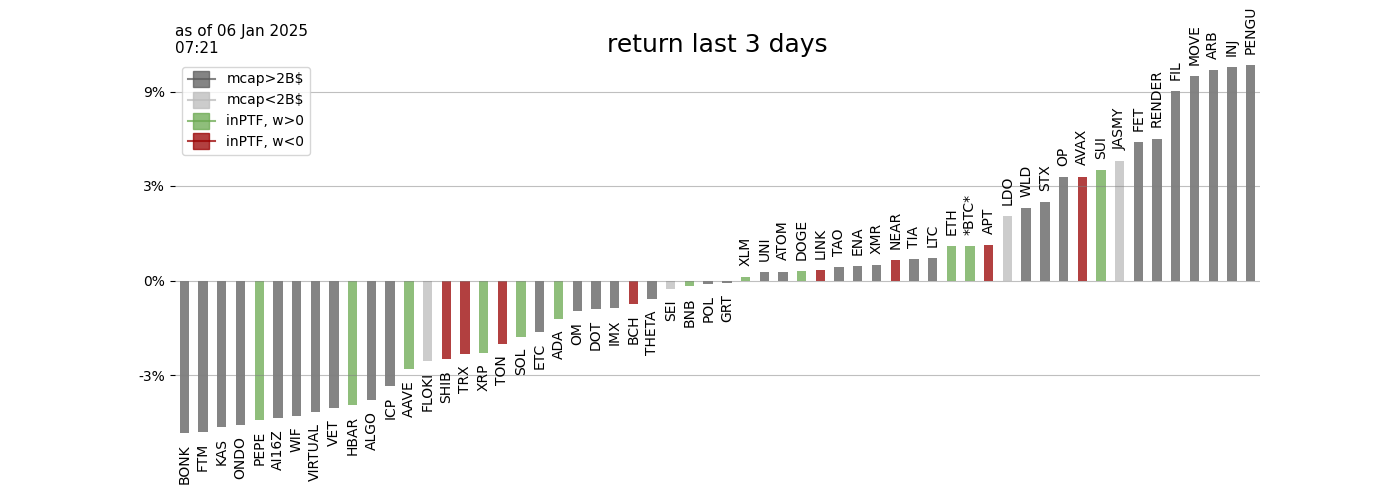 as of 06 Jan 2025
07:21
return last 3 days
mcap>2B$
mcap<2B$
inPTF, w>0
inPTF, w<0
9%
3%
0%
-3%
BONK
FTM
KAS
ONDO
PEPE
AI16Z
WIF
VIRTUAL
VET
HBAR
ALGO
ICP
AAVE
FLOKI
SHIB
TRX
XRP
TON
SOL
ETC
ADA
OM
DOT
IMX
BCH
THETA
SEI
BNB
POL
GRT
XLM
UNI
ATOM
DOGE
LINK
TAO
ENA
XMR
NEAR
TIA
LTC
ETH
*BTC*
APT
LDO
WLD
STX
OP
AVAX
SUI
JASMY
FET
RENDER
FIL
MOVE
ARB
INJ
PENGU